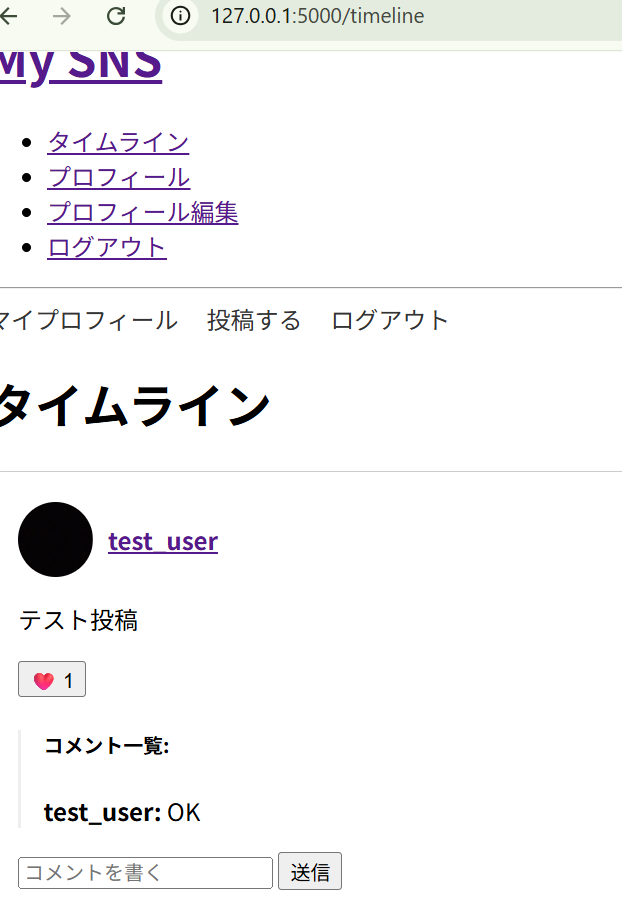 127.0.0.1:5000/timeline
My SNS
タイムライン
プロフィール
プロフィール編集
ログアウト
マイプロフィール 投稿する ログアウト
タイムライン
test_user
テスト投稿
1
コメント一覧:
test_user: OK
コメントを書く 送信